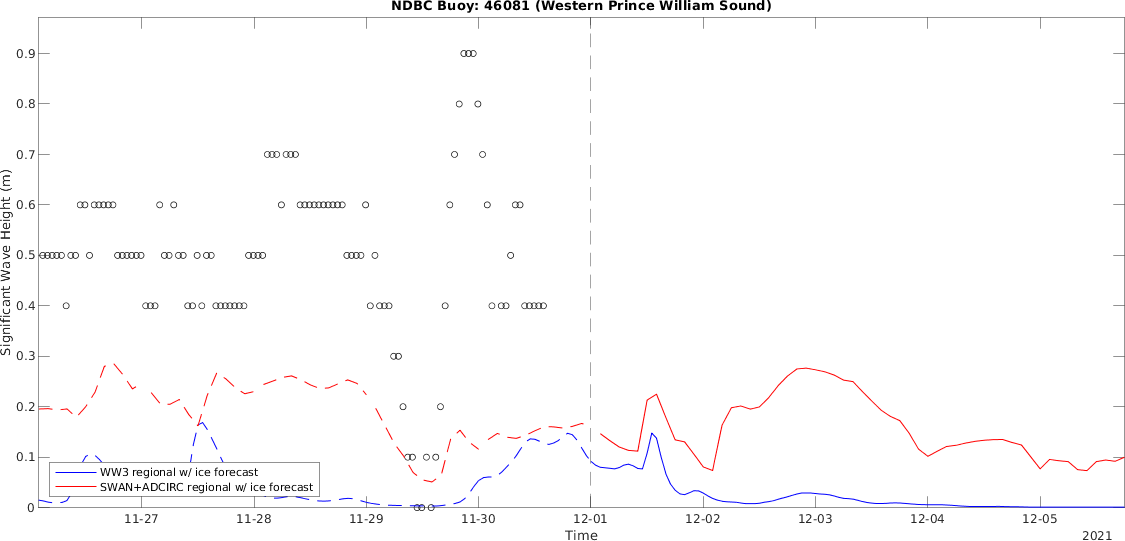 NDBC Buoy: 46081 (Western Prince William Sound)
Significant Wave Height (m)
0.9
0.8
0.7
0.6
0.5
0.4
0.3
0.2
0.1
0
WW3 regional w/ ice forecast
SWAN+ADCIRC regional w/ ice forecast
11-27 11-28 11-29 11-30 12-01 12-02 12-03 12-04 12-05
Time
2021